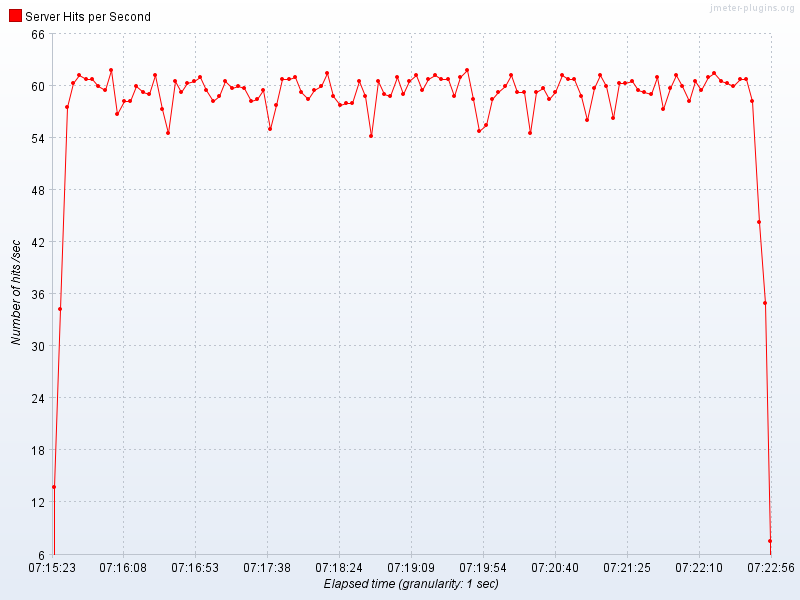 jmeter-plugins.org
Server Hits per Second
66
60
54
48
42
36
30
24
18
12
6
Number of hits /sec
07:15:23 07:16:08 07:16:53 07:17:38 07:18:24 07:19:09 07:19:54 07:20:40 07:21:25 07:22:10 07:22:56
Elapsed time (granularity: 1 sec)